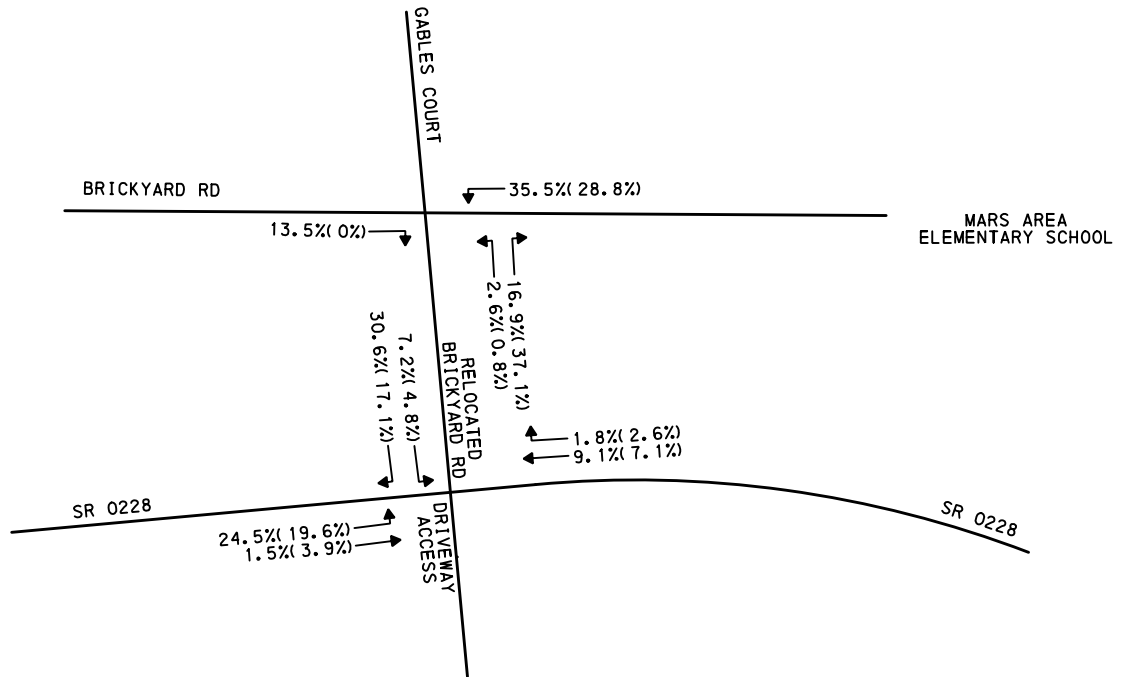 GABLES COURT
BRICKYARD RD
35.5%(28.8%)
MARS AREA
ELEMENTARY SCHOOL
13.5%(0%)
16.9%(37.1%)
2.6%(0.8%)
30.6%(17.1%)
7.2%(4.8%)
RELOCATED
BRICKYARD RD
1.8%(2.6%)
9.1%(7.1%)
SR 0228
SR 0228
24.5%(19.6%)
1.5%(3.9%)
DRIVEWAY
ACCESS